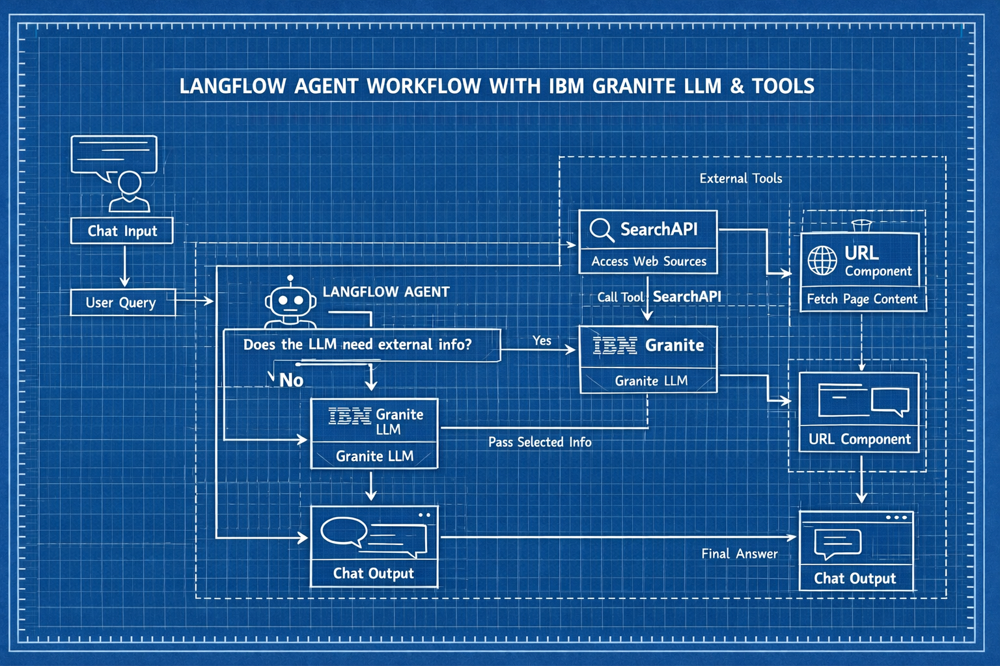 LANGFLOW AGENT WORKFLOW WITH IBM GRANITE LLM & TOOLS
Chat Input
User Query
External Tools
SearchAPI
Access Web Sources
URL
Component
Fetch Page Content
LANGFLOW AGENT
Call Tool: SearchAPI
Does the LLM need external info?
Yes
No
IBN Granite
Granite LLM
IBN Granite
LLM
Granite LLM
Pass Selected Info
URL Component
Chat Output
Final Answer
Chat Output